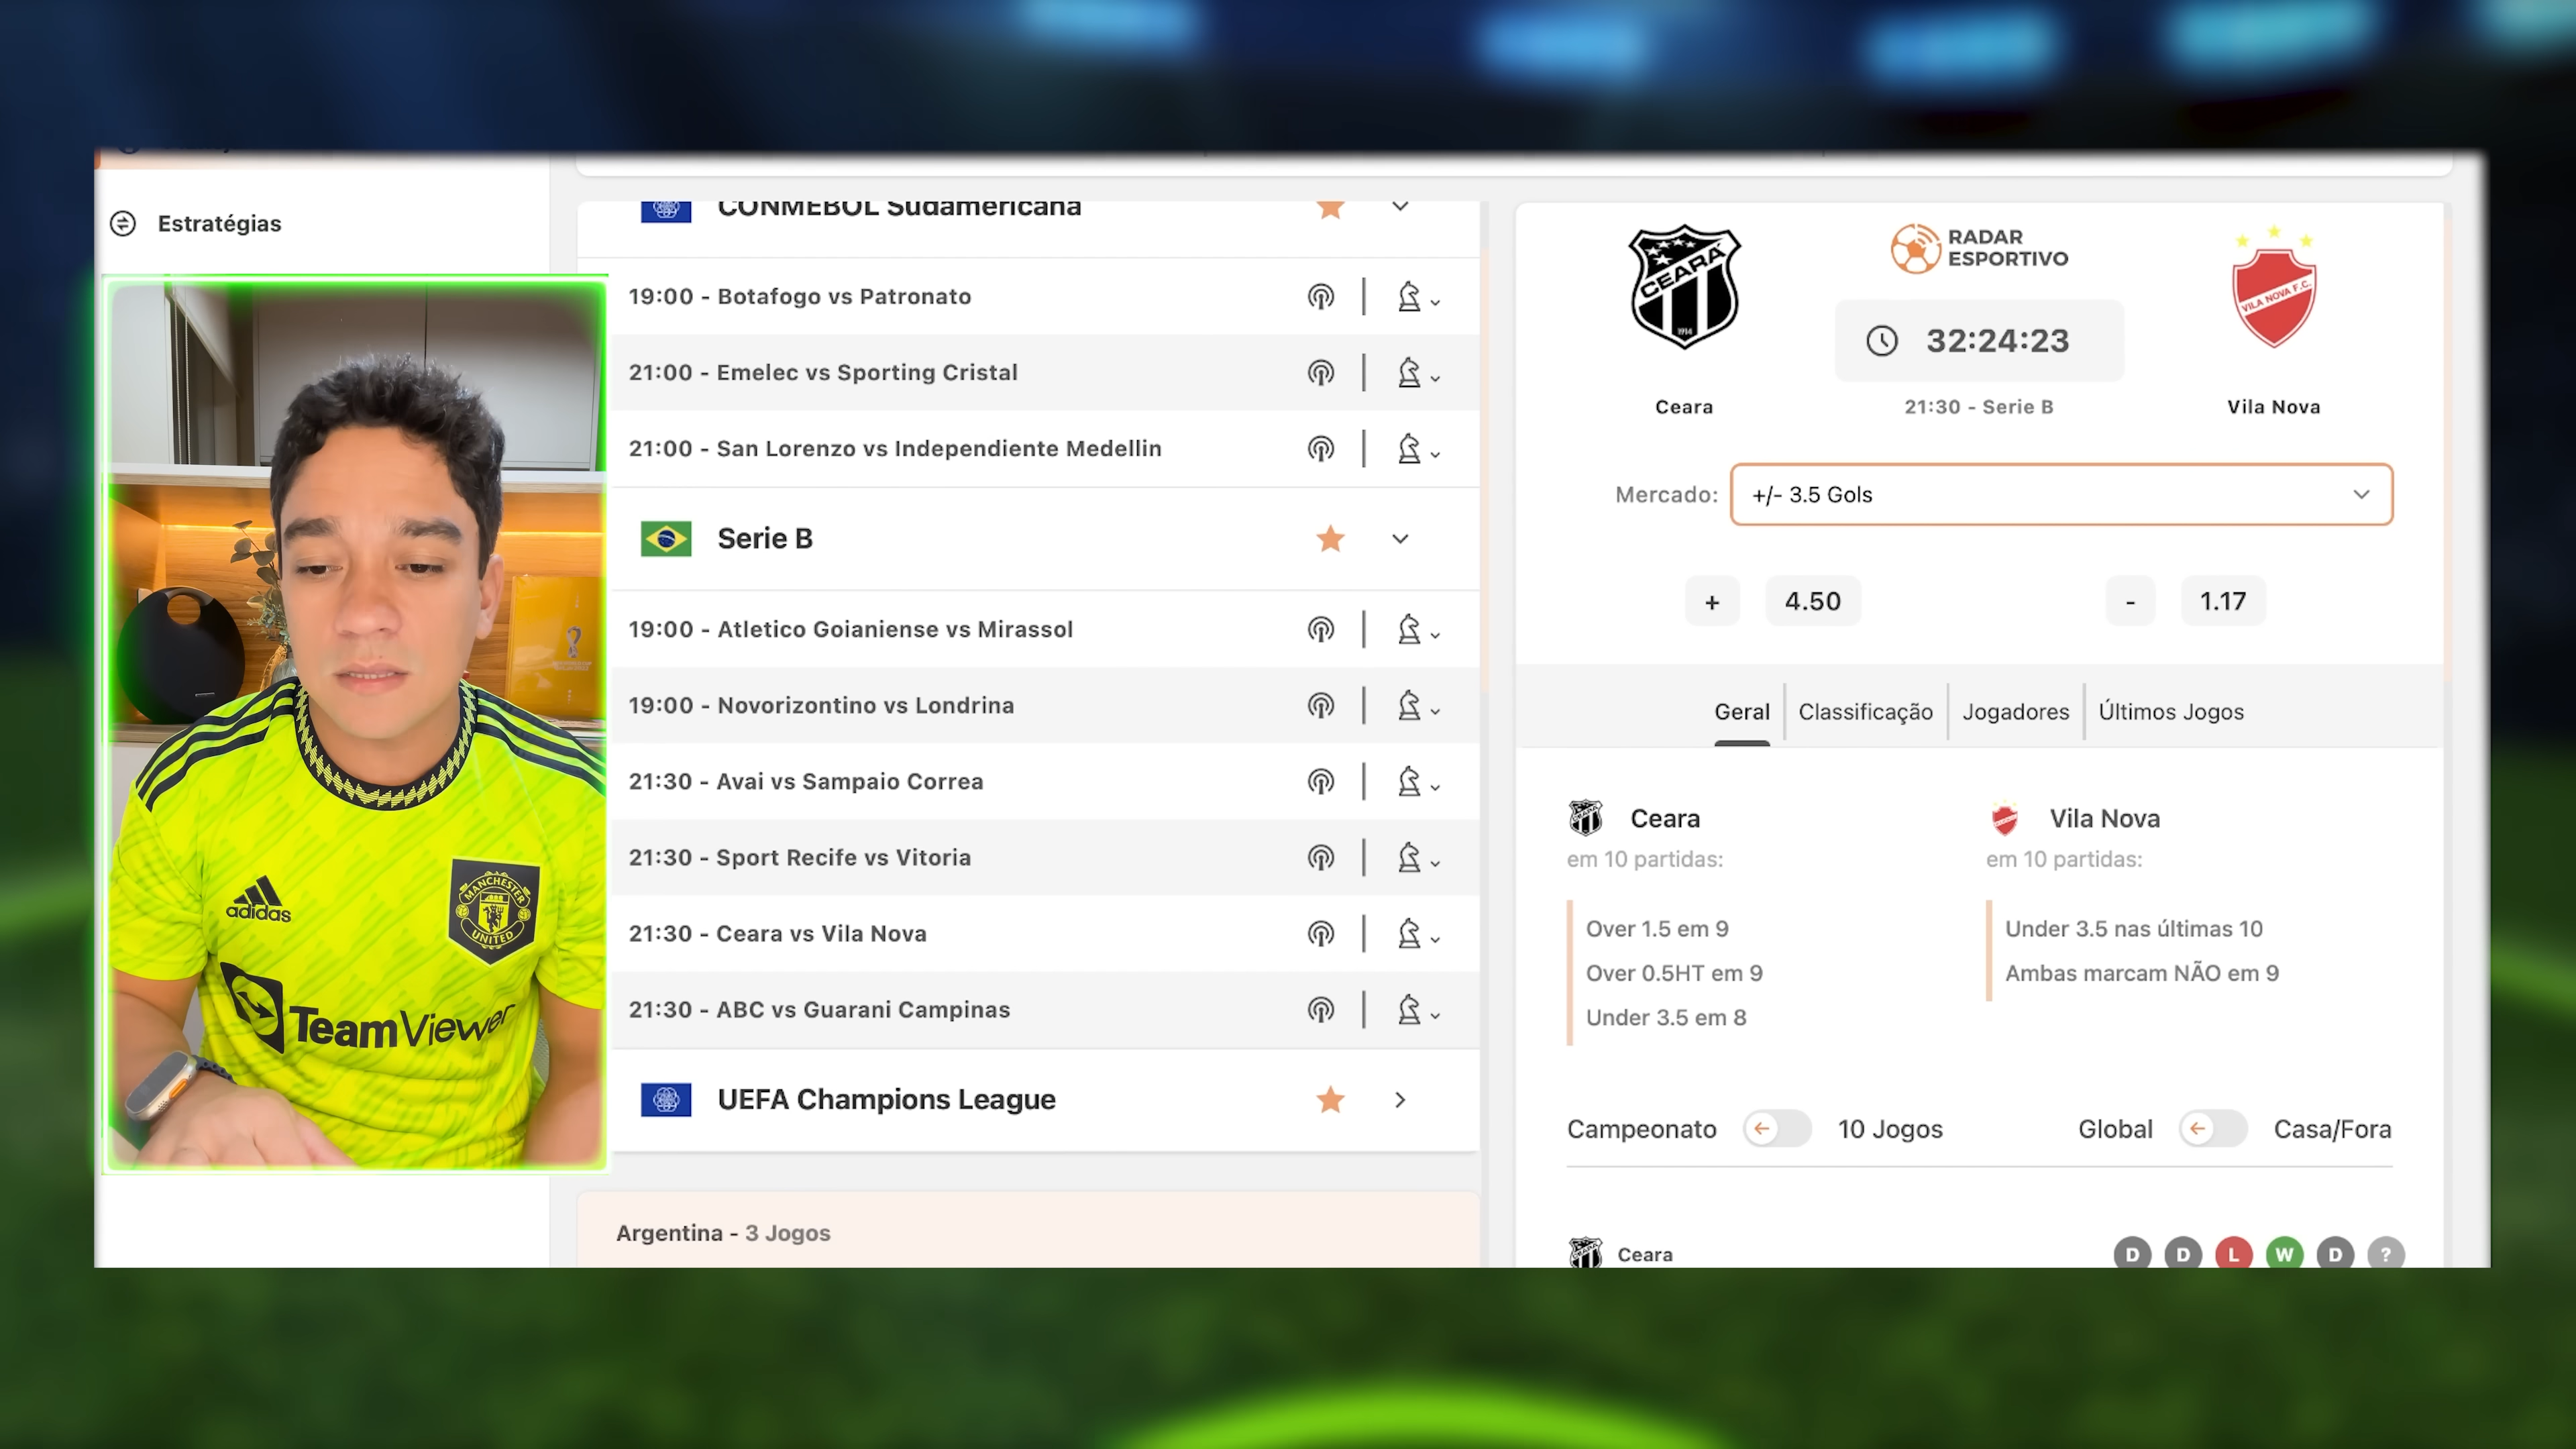 Estratégias
CONMEBOL Sudamericana
19:00 - Botafogo vs Patronato
21:00 - Emelec vs Sporting Cristal
21:00 - San Lorenzo vs Independiente Medellin
Serie B
19:00 - Atletico Goianiense vs Mirassol
19:00 - Novorizontino vs Londrina
21:30 - Avai vs Sampaio Correa
21:30 - Sport Recife vs Vitoria
21:30 - Ceara vs Vila Nova
21:30 - ABC vs Guarani Campinas
UEFA Champions League
Argentina - 3 Jogos
adidas
MANCHESTER
UNITED
TeamViewer
CEARÁ
1914
RADAR
ESPORTIVO
VILA NOVA F.C.
32:24:23
Ceara
21:30 - Serie B
Vila Nova
Mercado:
+/- 3.5 Gols
+ 4.50
- 1.17
Geral
Classificação
Jogadores
Últimos Jogos
Ceara
em 10 partidas:
Over 1.5 em 9
Over 0.5HT em 9
Under 3.5 em 8
Vila Nova
em 10 partidas:
Under 3.5 nas últimas 10
Ambas marcam NÃO em 9
Campeonato
10 Jogos
Global
Casa/Fora
Ceara
D D L W D ?